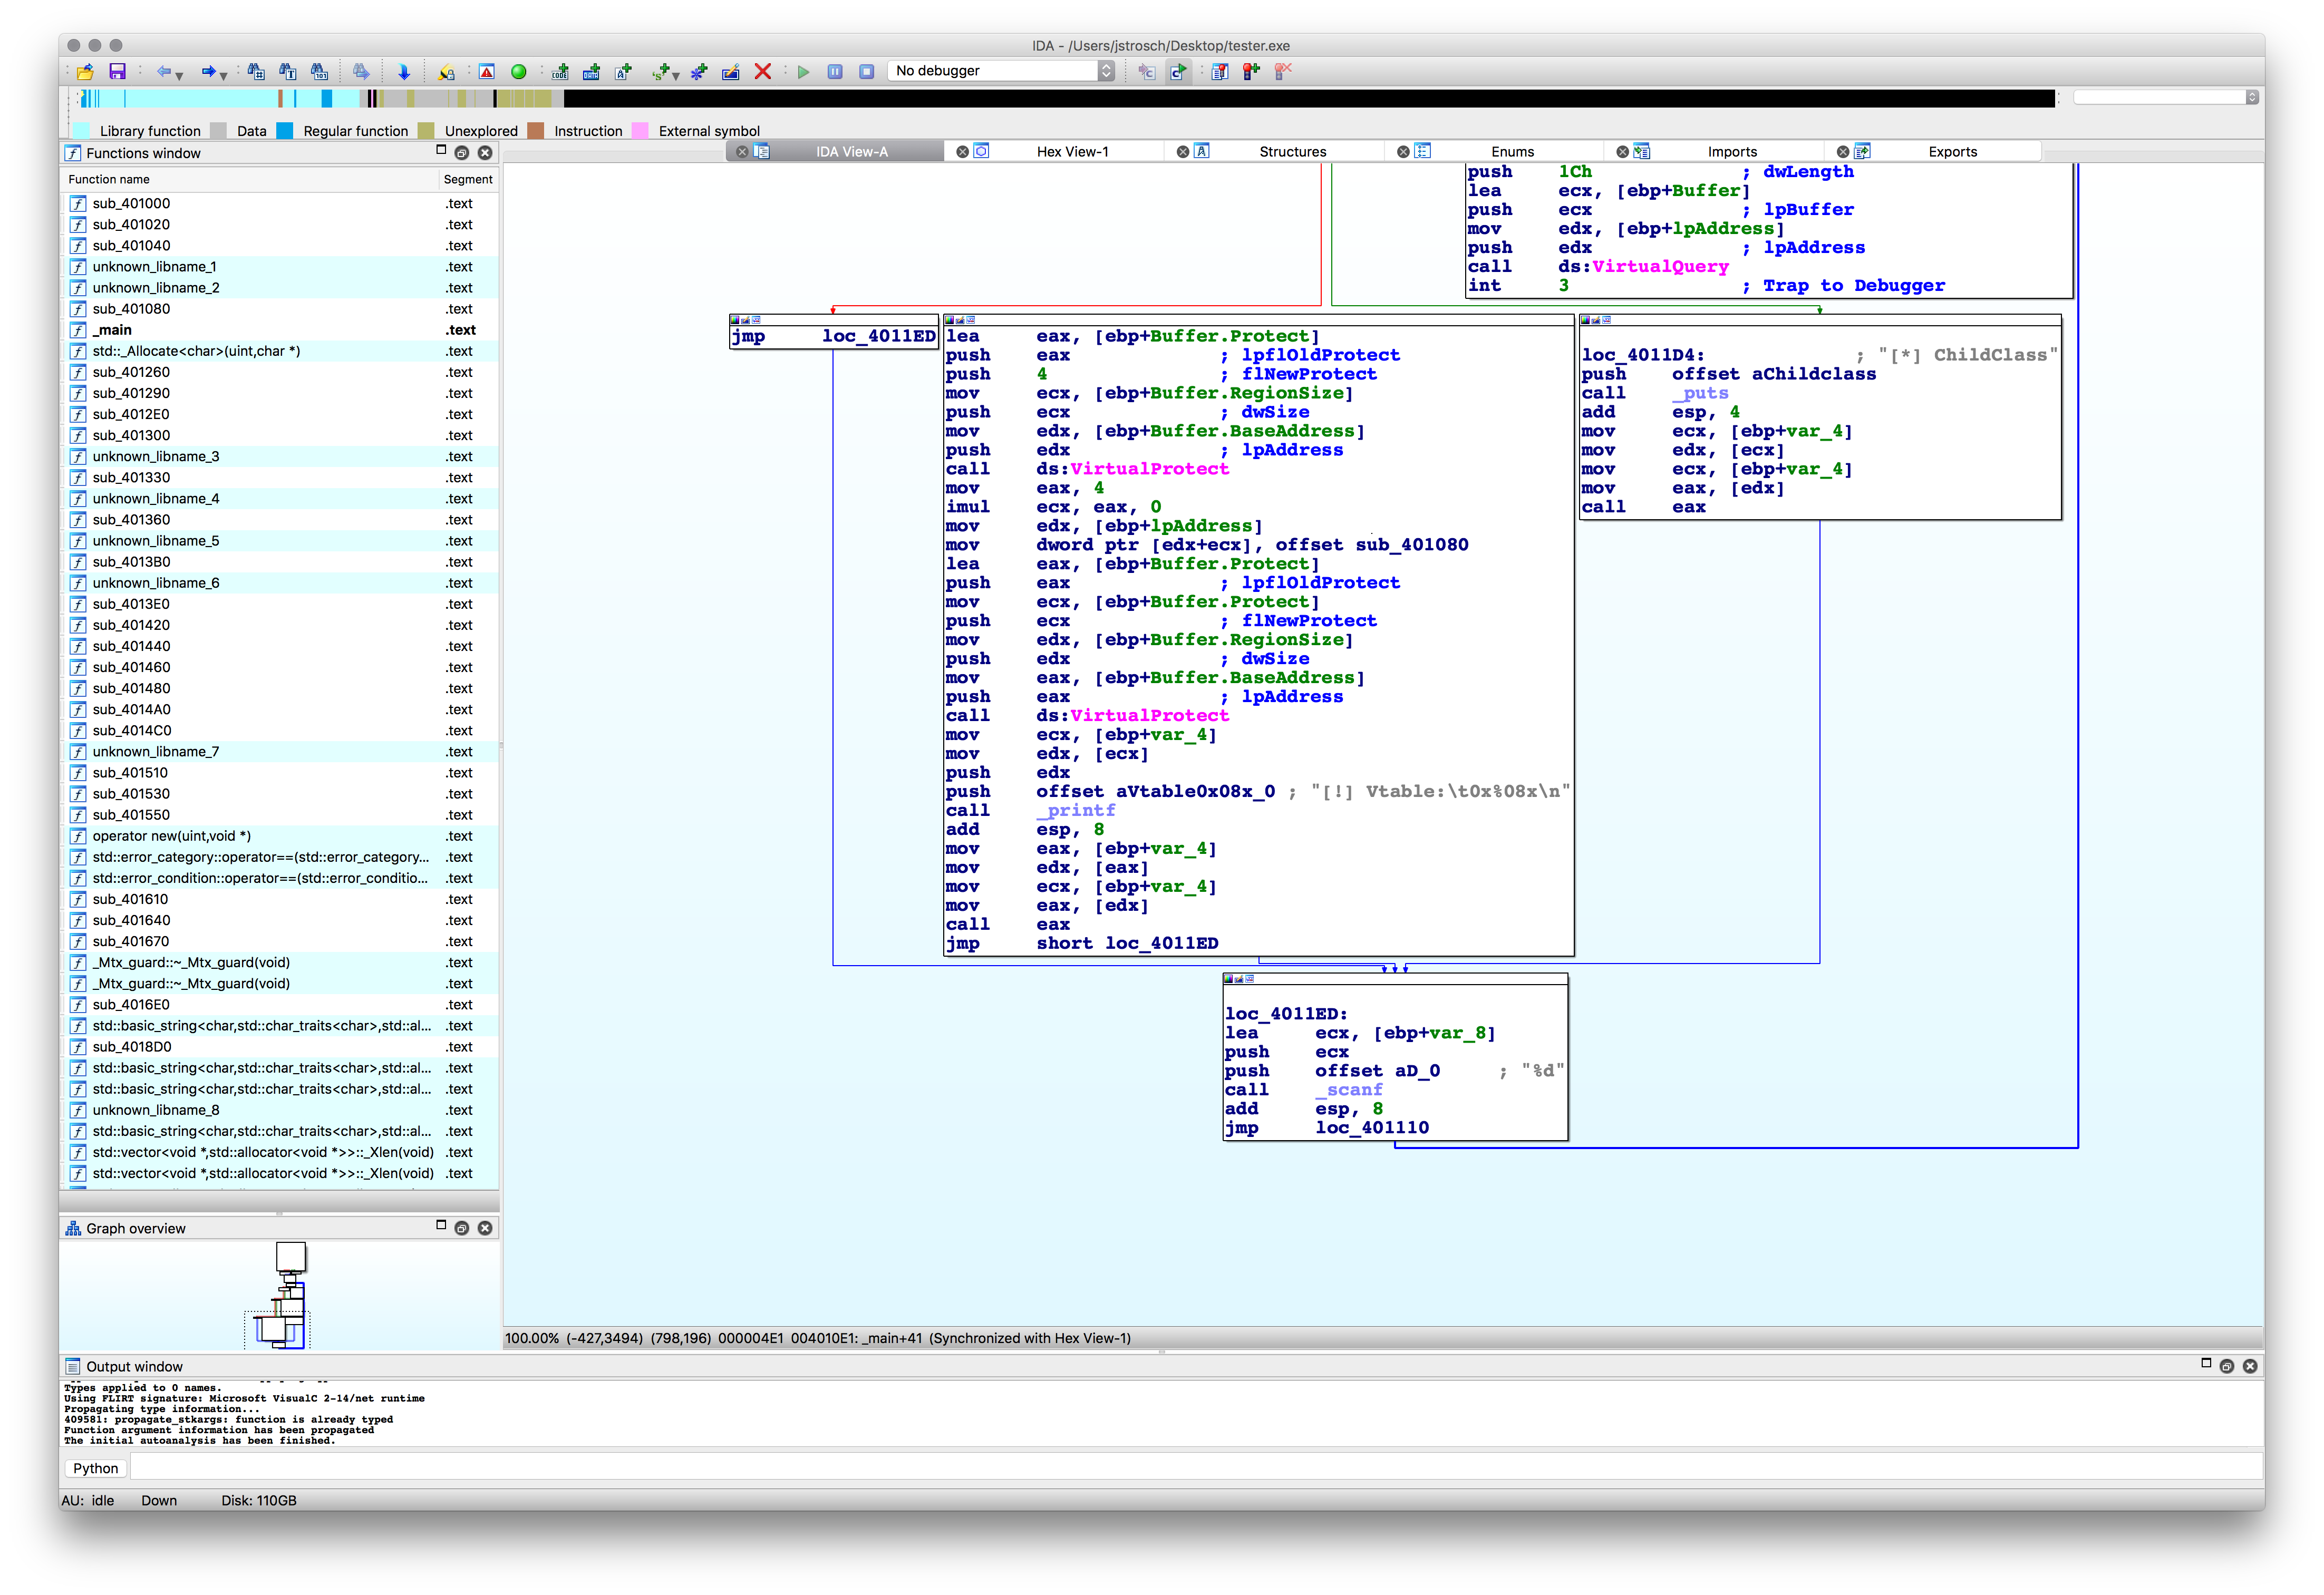 IDA - /Users/jstrosch/Desktop/tester.exe
No debugger
Library function Data Regular function Unexplored Instruction External symbol
Functions window
IDA View-A Hex View-1 Structures Enums Imports Exports
Function name Segment
sub_401000 .text
sub_401020 .text
sub_401040 .text
unknown_libname_1 .text
unknown_libname_2 .text
sub_401080 .text
_main .text
std::_Allocate<char>(uint,char *) .text
sub_401260 .text
sub_401290 .text
sub_4012E0 .text
sub_401300 .text
unknown_libname_3 .text
sub_401330 .text
unknown_libname_4 .text
sub_401360 .text
unknown_libname_5 .text
sub_4013B0 .text
unknown_libname_6 .text
sub_4013E0 .text
sub_401420 .text
sub_401440 .text
sub_401460 .text
sub_401480 .text
sub_4014A0 .text
sub_4014C0 .text
unknown_libname_7 .text
sub_401510 .text
sub_401530 .text
sub_401550 .text
operator new(uint,void *) .text
std::error_category::operator==(std::error_category... .text
std::error_condition::operator==(std::error_conditio... .text
sub_401610 .text
sub_401640 .text
sub_401670 .text
_Mtx_guard::~_Mtx_guard(void) .text
_Mtx_guard::~_Mtx_guard(void) .text
sub_4016E0 .text
std::basic_string<char,std::char_traits<char>,std::al... .text
sub_4018D0 .text
std::basic_string<char,std::char_traits<char>,std::al... .text
std::basic_string<char,std::char_traits<char>,std::al... .text
unknown_libname_8 .text
std::basic_string<char,std::char_traits<char>,std::al... .text
std::vector<void *,std::allocator<void *>>::_Xlen(void) .text
std::vector<void *,std::allocator<void *>>::_Xlen(void) .text
push 1Ch ; dwLength
lea ecx, [ebp+Buffer]
push ecx ; lpBuffer
mov edx, [ebp+lpAddress]
push edx ; lpAddress
call ds:VirtualQuery
int 3 ; Trap to Debugger
jmp loc_4011ED
lea eax, [ebp+Buffer.Protect]
push eax ; lpflOldProtect
push 4 ; flNewProtect
mov ecx, [ebp+Buffer.RegionSize]
push ecx ; dwSize
mov edx, [ebp+Buffer.BaseAddress]
push edx ; lpAddress
call ds:VirtualProtect
mov eax, 4
imul ecx, eax, 0
mov edx, [ebp+lpAddress]
mov dword ptr [edx+ecx], offset sub_401080
lea eax, [ebp+Buffer.Protect]
push eax ; lpflOldProtect
mov ecx, [ebp+Buffer.Protect]
push ecx ; flNewProtect
mov edx, [ebp+Buffer.RegionSize]
push edx ; dwSize
mov eax, [ebp+Buffer.BaseAddress]
push eax ; lpAddress
call ds:VirtualProtect
mov ecx, [ebp+var_4]
mov edx, [ecx]
push edx
push offset aVtable0x08x_0 ; "[!] Vtable:\t0x%08x\n"
call _printf
add esp, 8
mov eax, [ebp+var_4]
mov edx, [eax]
mov ecx, [ebp+var_4]
mov eax, [edx]
call eax
jmp short loc_4011ED
loc_4011D4: ; "[*] ChildClass"
push offset aChildclass
call _puts
add esp, 4
mov ecx, [ebp+var_4]
mov edx, [ecx]
mov ecx, [ebp+var_4]
mov eax, [edx]
call eax
loc_4011ED:
lea ecx, [ebp+var_8]
push ecx
push offset aD_0 ; "%d"
call _scanf
add esp, 8
jmp loc_401110
Graph overview
100.00% (-427,3494) (798,196) 000004E1 004010E1: _main+41 (Synchronized with Hex View-1)
Output window
Types applied to 0 names.
Using FLIRT signature: Microsoft VisualC 2-14/net runtime
Propagating type information...
409581: propagate_stkargs: function is already typed
Function argument information has been propagated
The initial autoanalysis has been finished.
Python
AU: idle Down Disk: 110GB